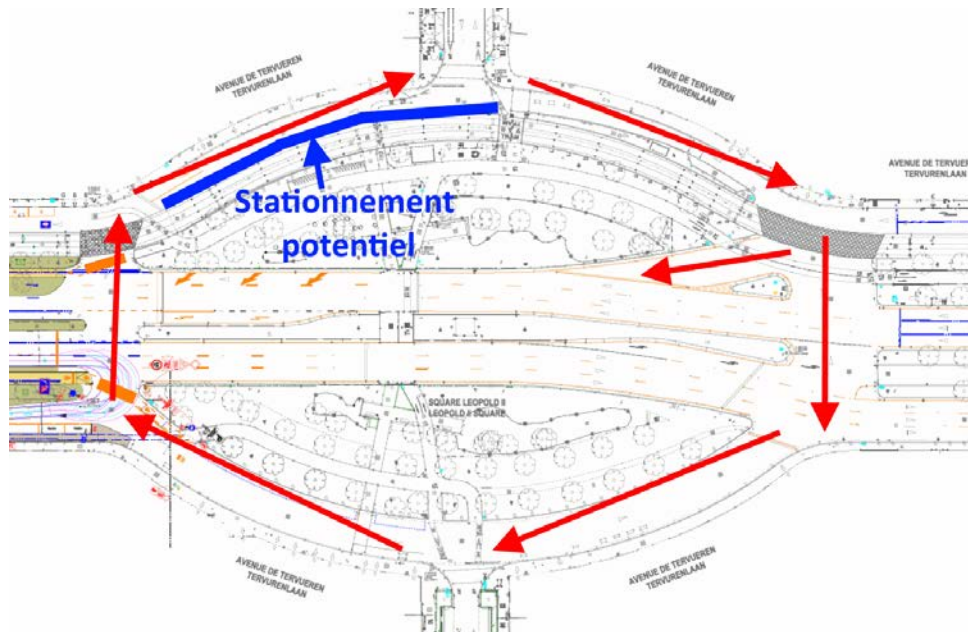 AVENUE DE TERVUEREN
TERVURENLAAN
AVENUE DE TERVUEREN
TERVURENLAAN
AVENUE DE TERVUEREN
TERVURENLAAN
Stationnement
potentiel
SQUARE LEOPOLD II
LEOPOLD II SQUARE
AVENUE DE TERVUEREN
TERVURENLAAN
AVENUE DE TERVUEREN
TERVURENLAAN